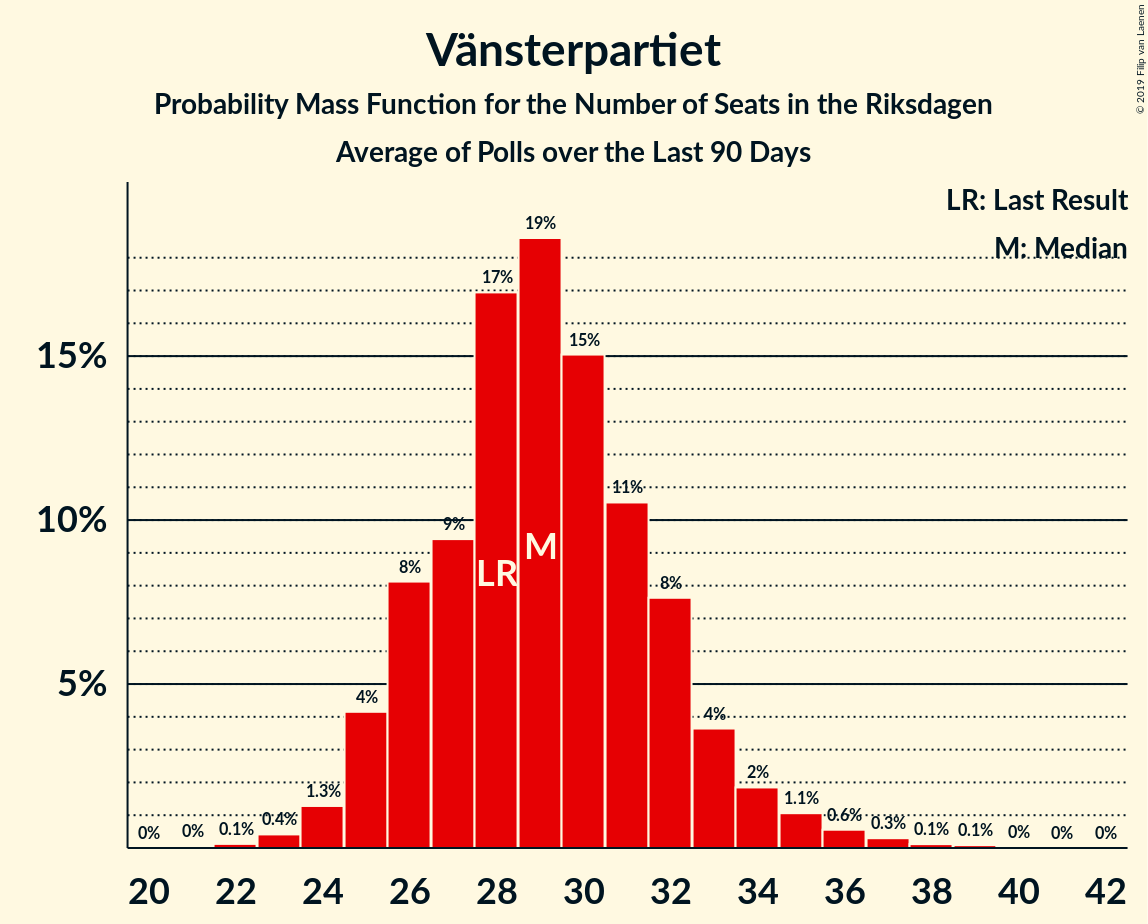 Vänsterpartiet
Probability Mass Function for the Number of Seats in the Riksdagen
Average of Polls over the Last 90 Days
© 2019 Filip van Laenen
LR: Last Result
M: Median
15%
10%
5%
0% 0% 0.1% 0.4% 1.3% 4% 8% 9% 17% 19% 15% 11% 8% 4% 2% 1.1% 0.6% 0.3% 0.1% 0.1% 0% 0% 0%
LR M
20 22 24 26 28 30 32 34 36 38 40 42